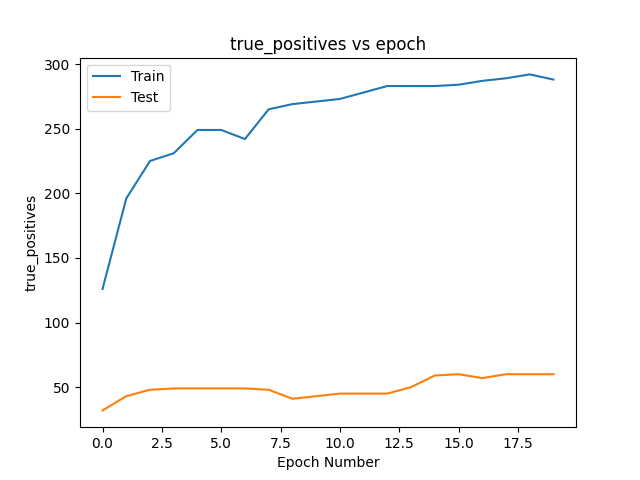 true_positives vs epoch
Train
Test
300
250
200
150
100
50
true_positives
0.0 2.5 5.0 7.5 10.0 12.5 15.0 17.5
Epoch Number